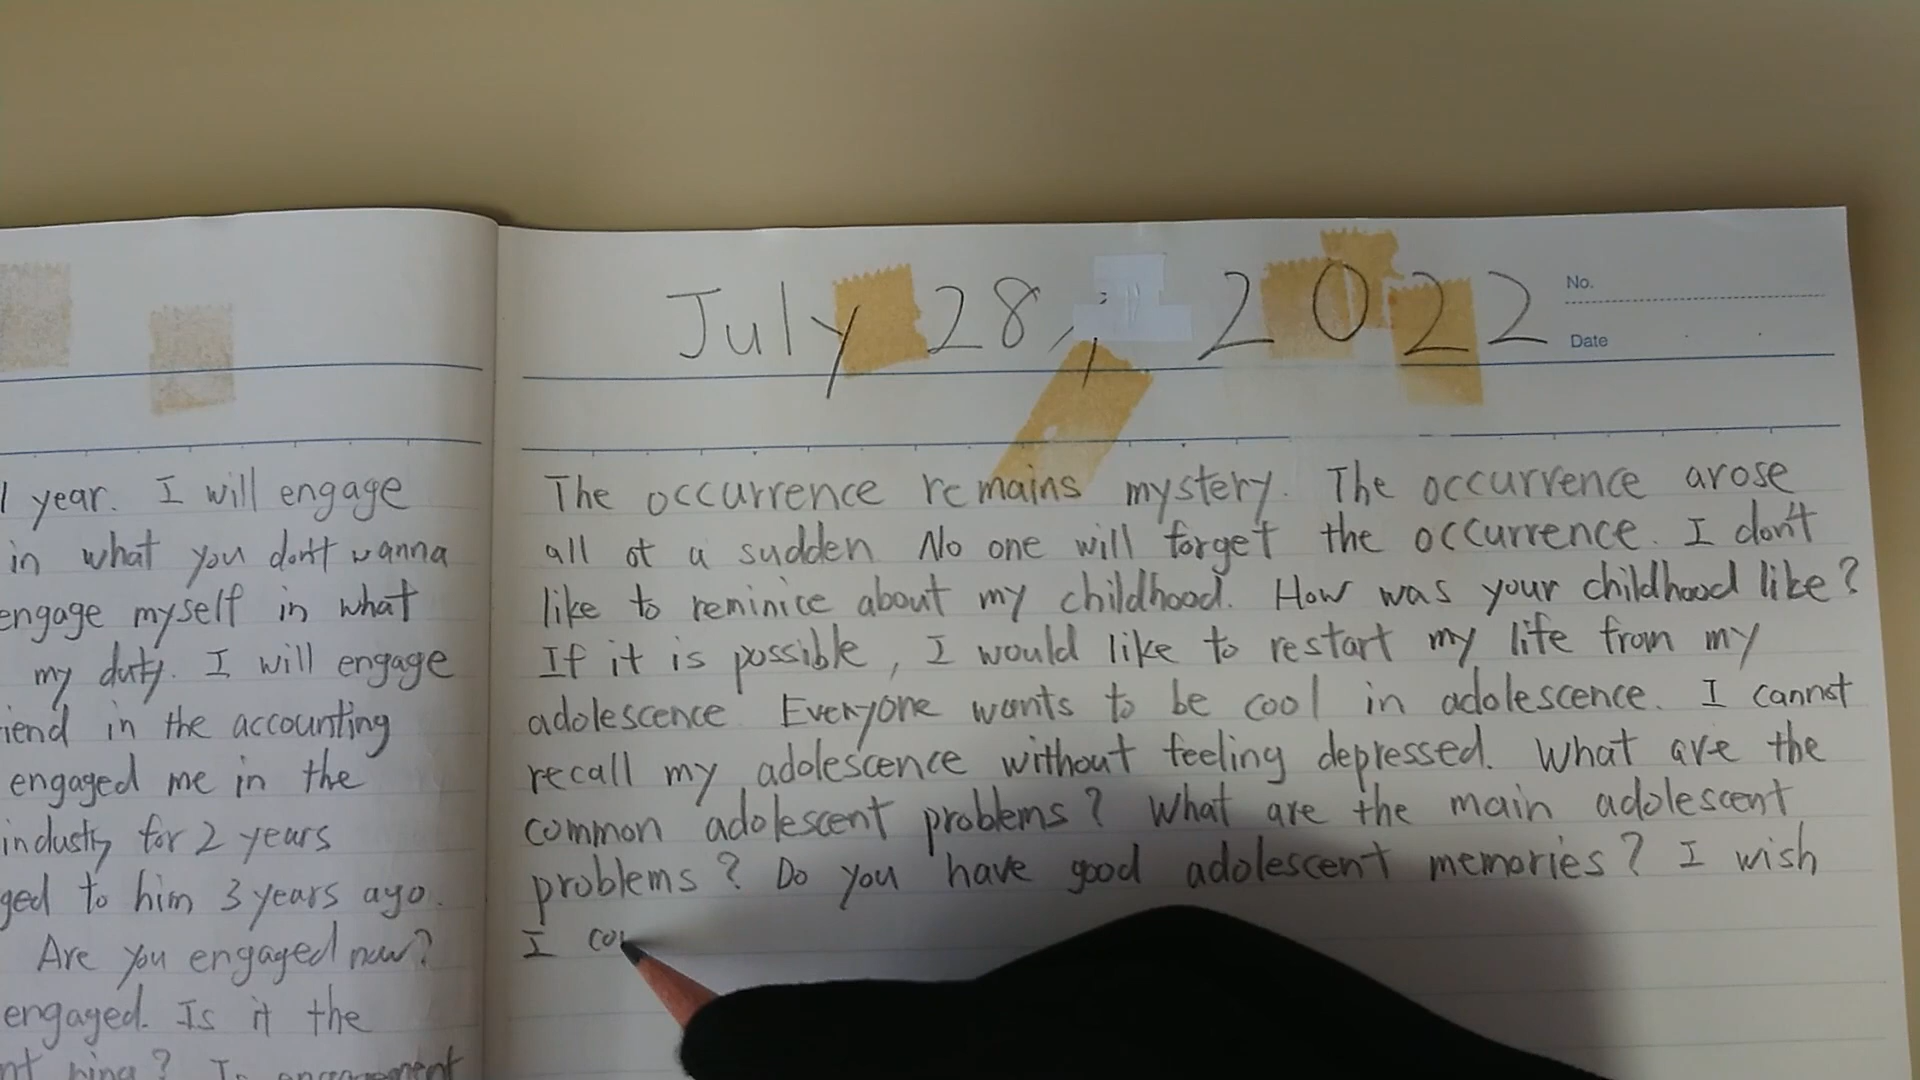 1 year. I will engage
in what you don't wanna
engage myself in what
my duty. I will engage
iend in the accounting
engaged me in the
industry for 2 years
ged to him 3 years ago.
Are you engaged now?
engaged. Is it the
July 28, 2022
No.
Date
The occurrence remains mystery. The occurrence arose
all of a sudden No one will forget the occurrence. I don't
like to reminice about my childhood. How was your childhood like?
If it is possible, I would like to restart my life from my
adolescence Everyone wants to be cool in adolescence. I cannot
recall my adolescence without feeling depressed. What are the
common adolescent problems? What are the main adolescent
problems? Do you have good adolescent memories? I wish
I